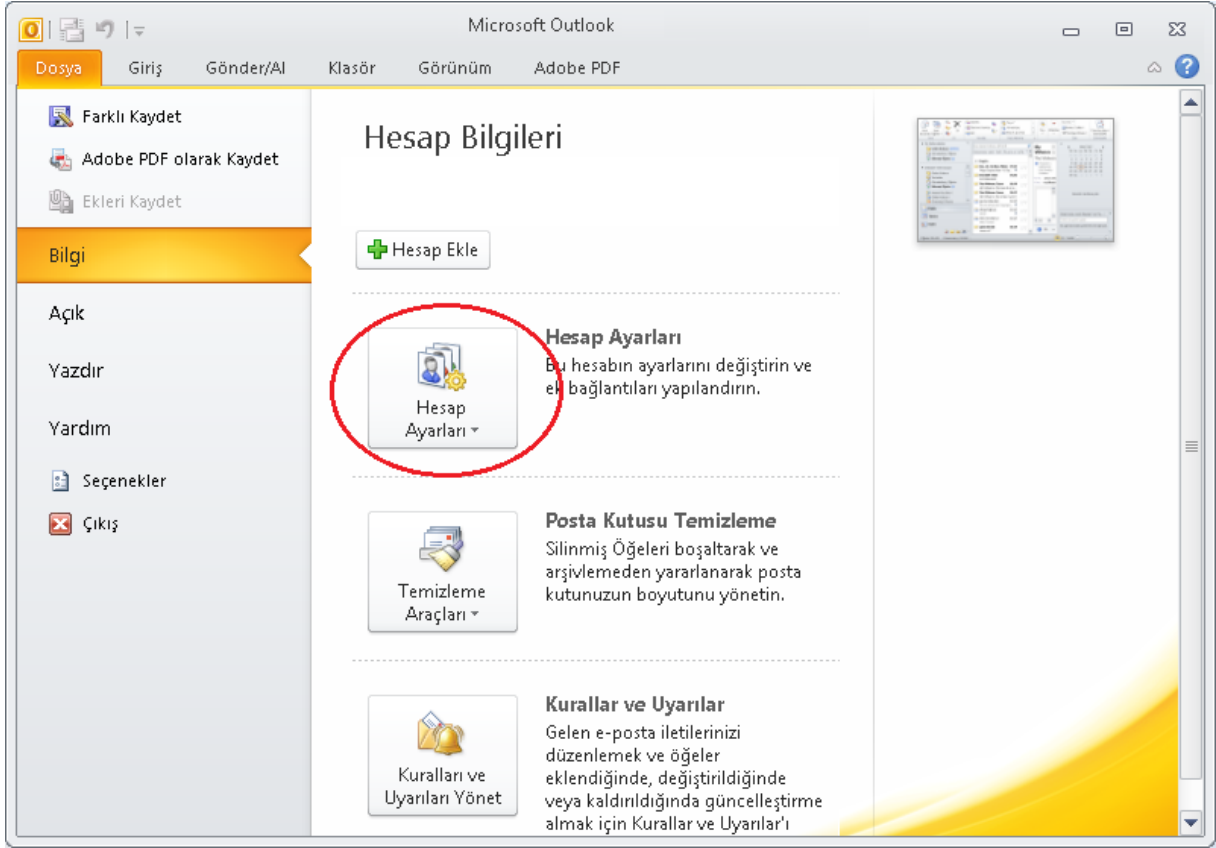 Microsoft Outlook
Dosya Giriş Gönder/Al Klasör Görünüm Adobe PDF
Farklı Kaydet
Adobe PDF olarak Kaydet
Ekleri Kaydet
Bilgi
Açık
Yazdır
Yardım
Seçenekler
Çıkış
Hesap Bilgileri
Hesap Ekle
Hesap
Ayarları
Hesap Ayarları
Bu hesabın ayarlarını değiştirin ve
ek bağlantıları yapılandırın.
Temizleme
Araçları
Posta Kutusu Temizleme
Silinmiş Öğeleri boşaltarak ve
arşivlemeden yararlanarak posta
kutunuzun boyutunu yönetin.
Kuralları ve
Uyarıları Yönet
Kurallar ve Uyarılar
Gelen e-posta iletilerinizi
düzenlemek ve öğeler
eklendiğinde, değiştirildiğinde
veya kaldırıldığında güncelleştirme
almak için Kurallar ve Uyarılar'ı